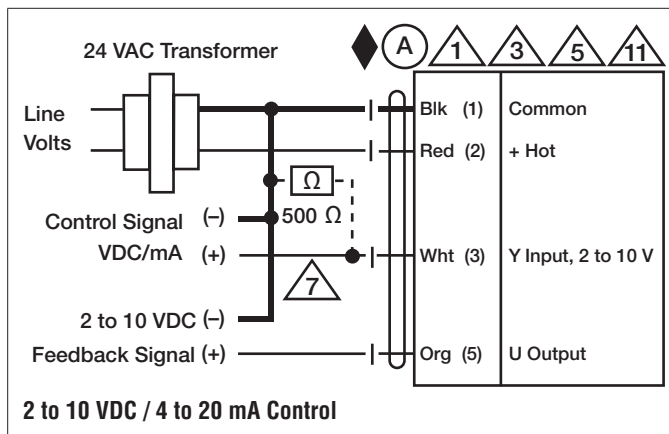 24 VAC Transformer
A 1 3 5 11
Line Volts
Blk (1) Common
Red (2) + Hot
Ω
500 Ω
Control Signal (–)
VDC/mA (+)
Wht (3) Y Input, 2 to 10 V
7
2 to 10 VDC (–)
Feedback Signal (+)
Org (5) U Output
2 to 10 VDC / 4 to 20 mA Control